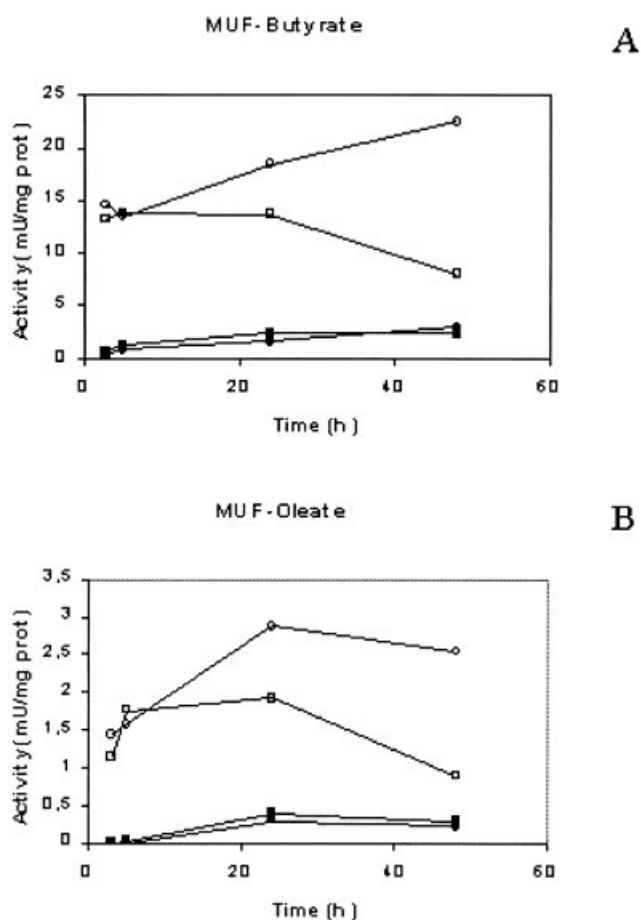 MUF-Butyrate
A
25
20
15
10
5
0
Activity(mU/mg prot)
0 20 40 60
Time (h)
MUF-Oleate
B
3,5
3
2,5
2
1,5
1
0,5
0
Activity(mU/mg prot)
0 20 40 60
Time (h)